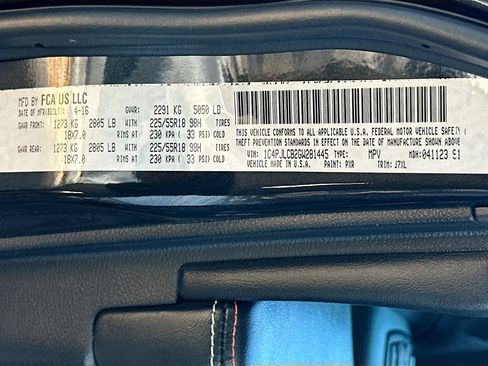 MFD BY FCA US LLC
DATE OF MFR(BUILT): 4-16 GVWR 2291 KG 5050 LB
GAWR FRONT: 1273 KG 2805 LB WITH 225/55R18 98H TIRES
18X7.0 RIMS AT 230 KPA ( 33 PSI) COLD
GAWR REAR: 1273 KG 2805 LB WITH 225/55R18 98H TIRES
18X7.0 RIMS AT 230 KPA ( 33 PSI) COLD
THIS VEHICLE CONFORMS TO ALL APPLICABLE U.S.A. FEDERAL MOTOR VEHICLE SAFETY
THEFT PREVENTION STANDARDS IN EFFECT ON THE DATE OF MANUFACTURE SHOWN ABOVE
VIN: 1C4PJLCB2GW281445 TYPE: MPV MDH: 041123 S1
VEHICLE MADE IN U.S.A. PAINT: PXR TRIM: J7XL